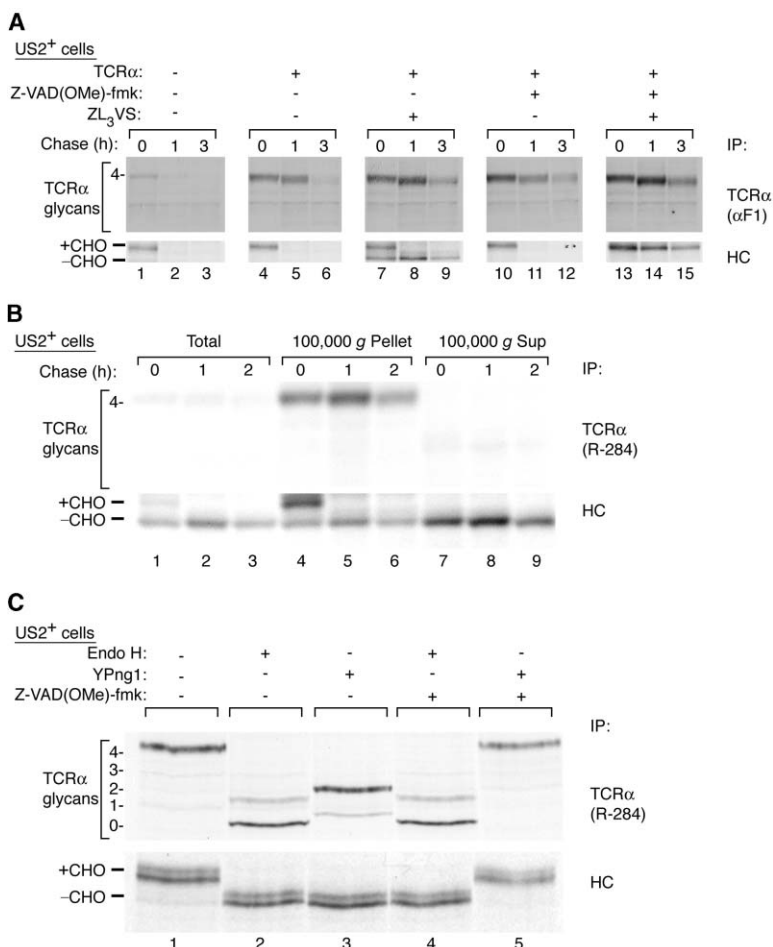 A
US2+ cells
TCRα: - + + + +
Z-VAD(OMe)-fmk: - - - + +
ZL3VS: - - + - +
Chase (h): 0 1 3 0 1 3 0 1 3 0 1 3 0 1 3 IP:
TCRα glycans 4- TCRα (αF1)
+CHO
−CHO HC
1 2 3 4 5 6 7 8 9 10 11 12 13 14 15
B
US2+ cells Total 100,000 g Pellet 100,000 g Sup
Chase (h): 0 1 2 0 1 2 0 1 2 IP:
TCRα glycans 4- TCRα (R-284)
+CHO
−CHO HC
1 2 3 4 5 6 7 8 9
C
US2+ cells
Endo H: - + - + -
YPng1: - - + - +
Z-VAD(OMe)-fmk: - - - + +
IP:
4-
3-
TCRα glycans 2- TCRα (R-284)
1-
0-
+CHO HC
−CHO
1 2 3 4 5